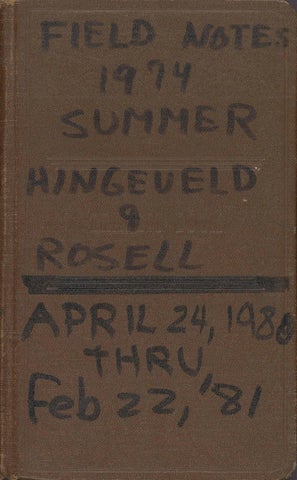 FIELD NOTES
1974
SUMMER
HINGEVELD
&
ROSELL
APRIL 24, 1980
THRU
Feb 22, '81